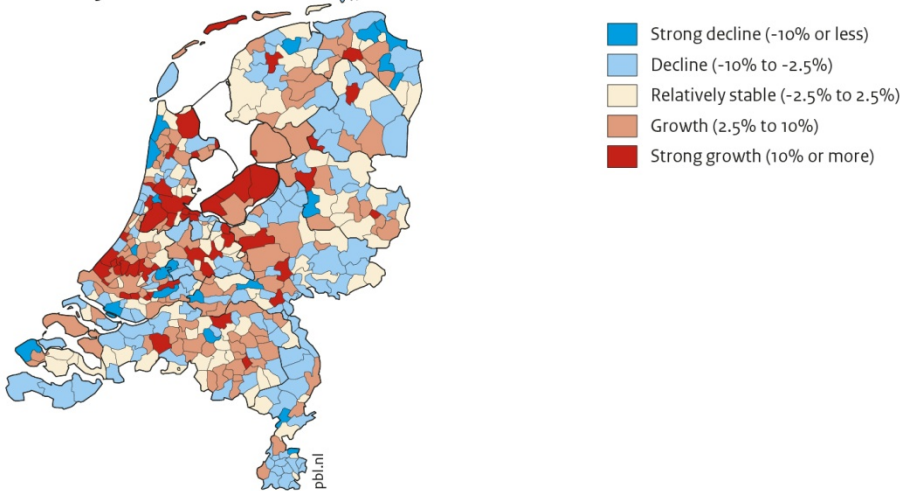 Strong decline (-10% or less)
Decline (-10% to -2.5%)
Relatively stable (-2.5% to 2.5%)
Growth (2.5% to 10%)
Strong growth (10% or more)
pbl.nl